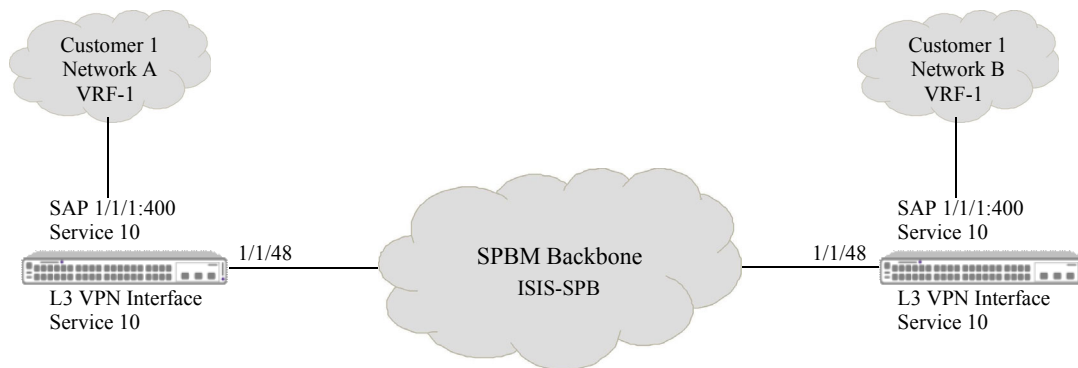 Customer 1
Network A
VRF-1
Customer 1
Network B
VRF-1
SAP 1/1/1:400
Service 10
SAP 1/1/1:400
Service 10
1/1/48
SPBM Backbone
ISIS-SPB
1/1/48
L3 VPN Interface
Service 10
L3 VPN Interface
Service 10